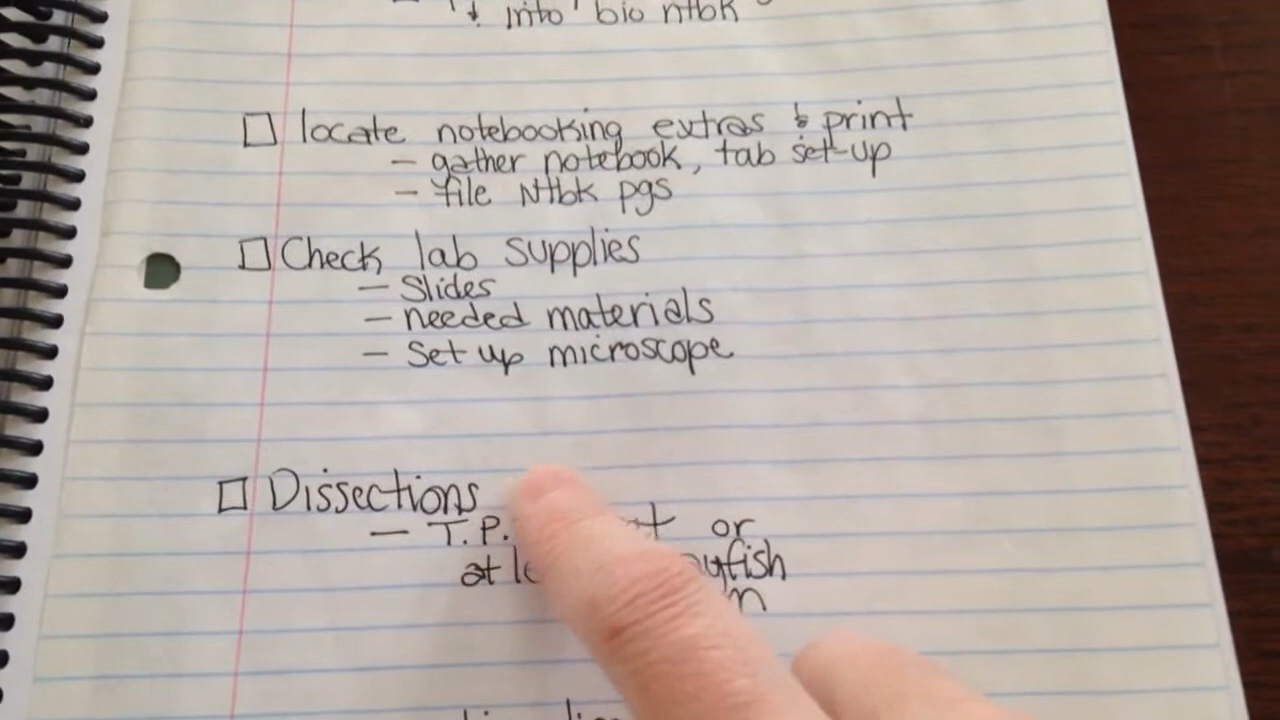 into bio ntbk
☐ locate notebooking extras & print
– gather notebook, tab set-up
– file Ntbk pgs
☐ Check lab supplies
– Slides
– needed materials
– Set up microscope
☐ Dissections
– T.P. or
at